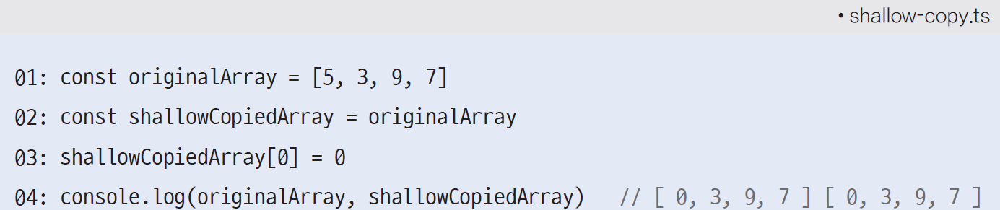 • shallow-copy.ts
01: const originalArray = [5, 3, 9, 7]
02: const shallowCopiedArray = originalArray
03: shallowCopiedArray[0] = 0
04: console.log(originalArray, shallowCopiedArray)   // [ 0, 3, 9, 7 ] [ 0, 3, 9, 7 ]